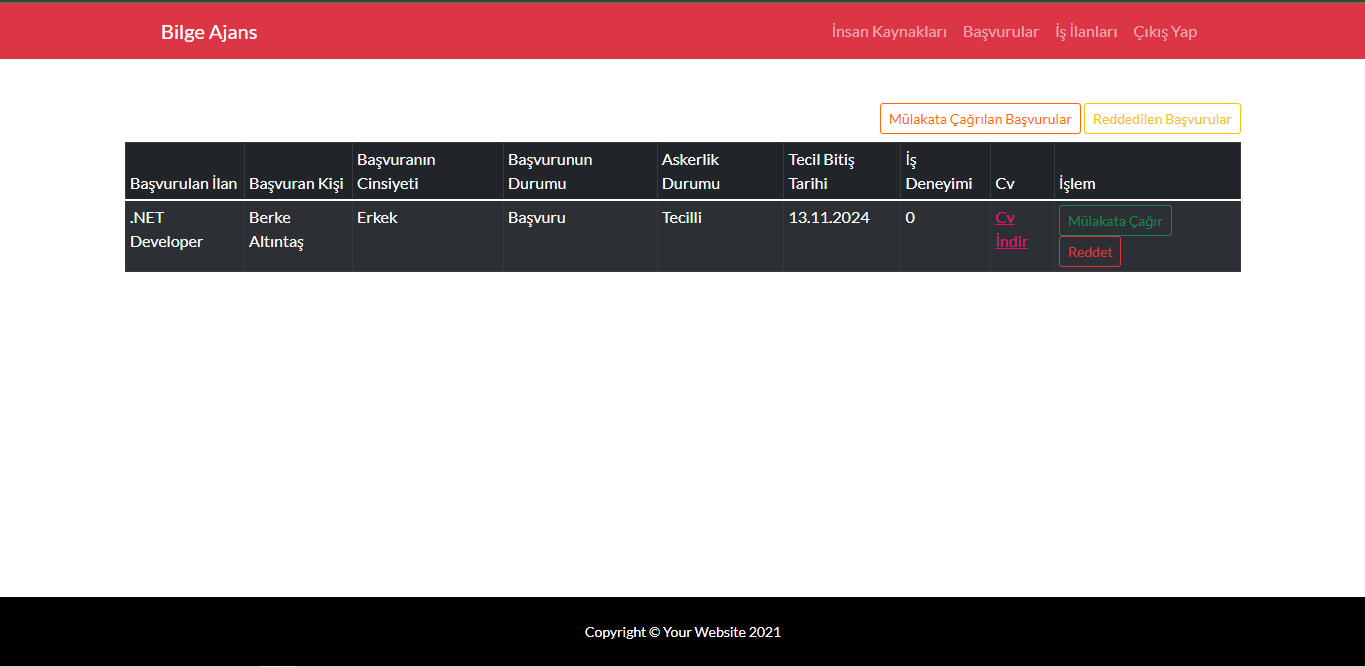 Bilge Ajans
İnsan Kaynakları Başvurular İş İlanları Çıkış Yap
Mülakata Çağrılan Başvurular Reddedilen Başvurular
Başvurulan İlan
Başvuran Kişi
Başvuranın
Cinsiyeti
Başvurunun
Durumu
Askerlik
Durumu
Tecil Bitiş
Tarihi
İş
Deneyimi
Cv
İşlem
.NET
Developer
Berke
Altıntaş
Erkek
Başvuru
Tecilli
13.11.2024
0
Cv
İndir
Mülakata Çağır
Reddet
Copyright © Your Website 2021